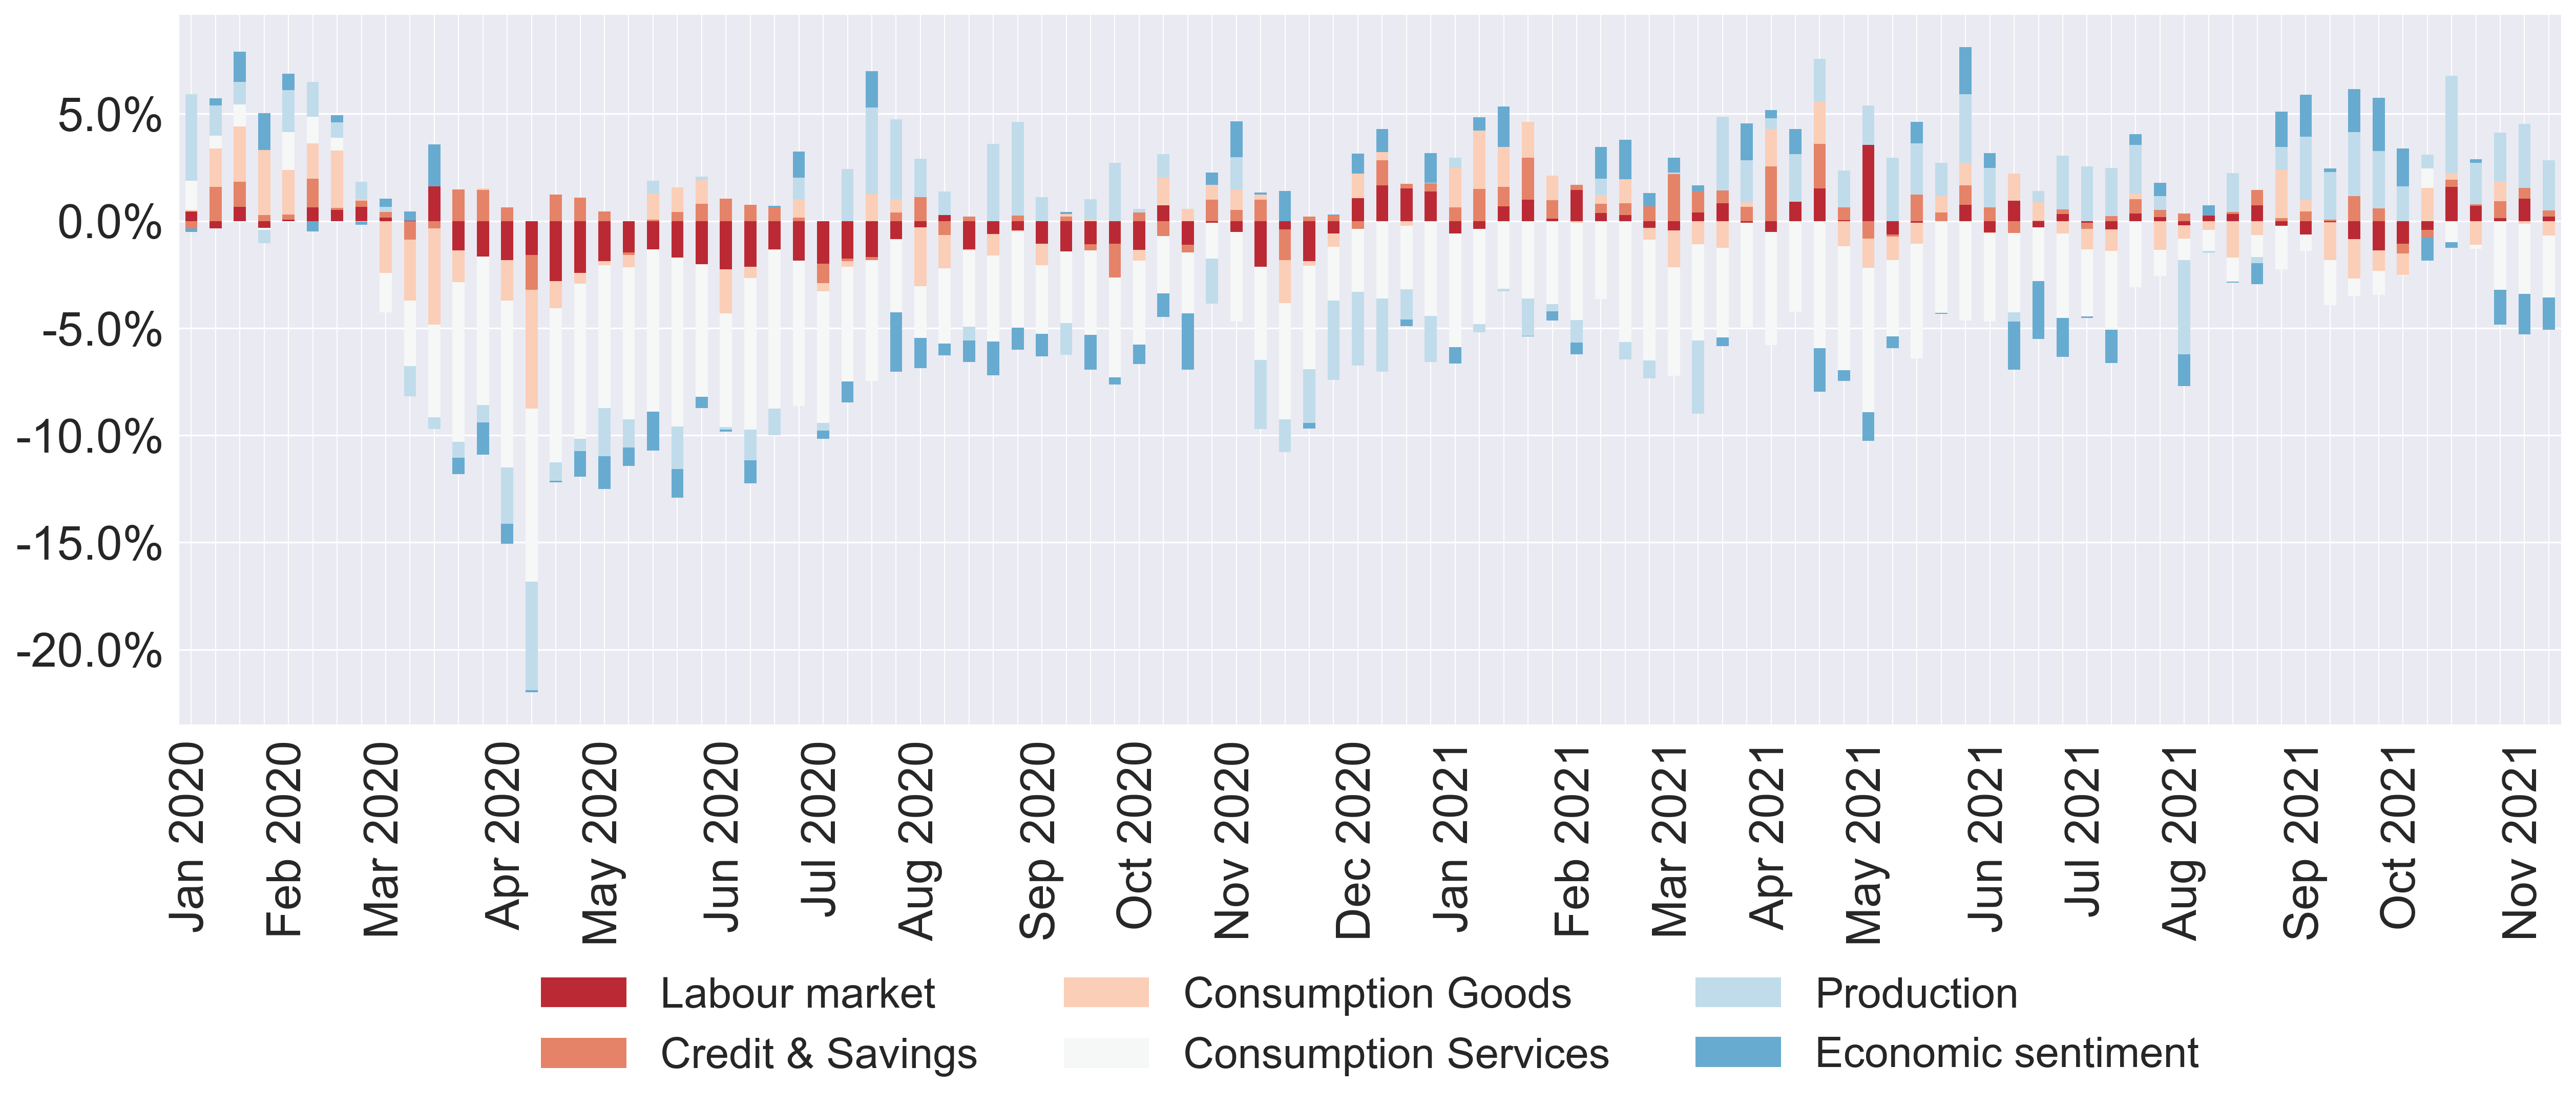 5.0%
0.0%
-5.0%
-10.0%
-15.0%
-20.0%
Jan 2020
Feb 2020
Mar 2020
Apr 2020
May 2020
Jun 2020
Jul 2020
Aug 2020
Sep 2020
Oct 2020
Nov 2020
Dec 2020
Jan 2021
Feb 2021
Mar 2021
Apr 2021
May 2021
Jun 2021
Jul 2021
Aug 2021
Sep 2021
Oct 2021
Nov 2021
Labour market
Consumption Goods
Production
Credit & Savings
Consumption Services
Economic sentiment